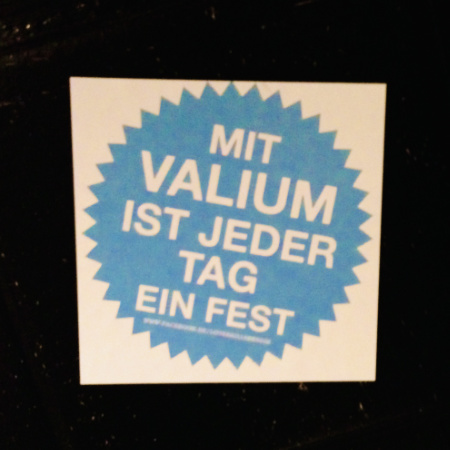 MIT
VALIUM
IST JEDER
TAG
EIN FEST